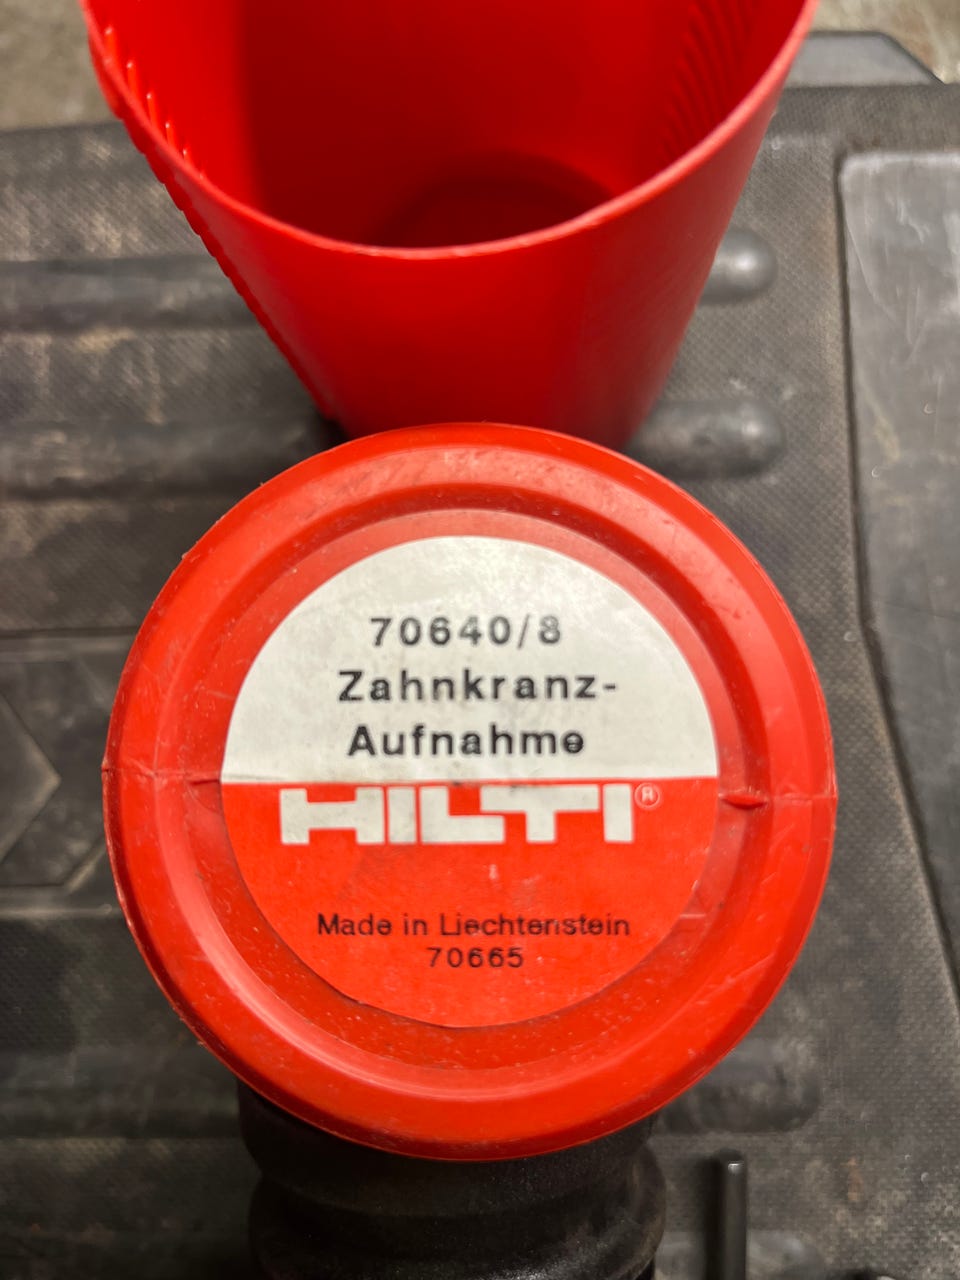 70640/8
Zahnkranz-
Aufnahme
HILTI®
Made in Liechtenstein
70665